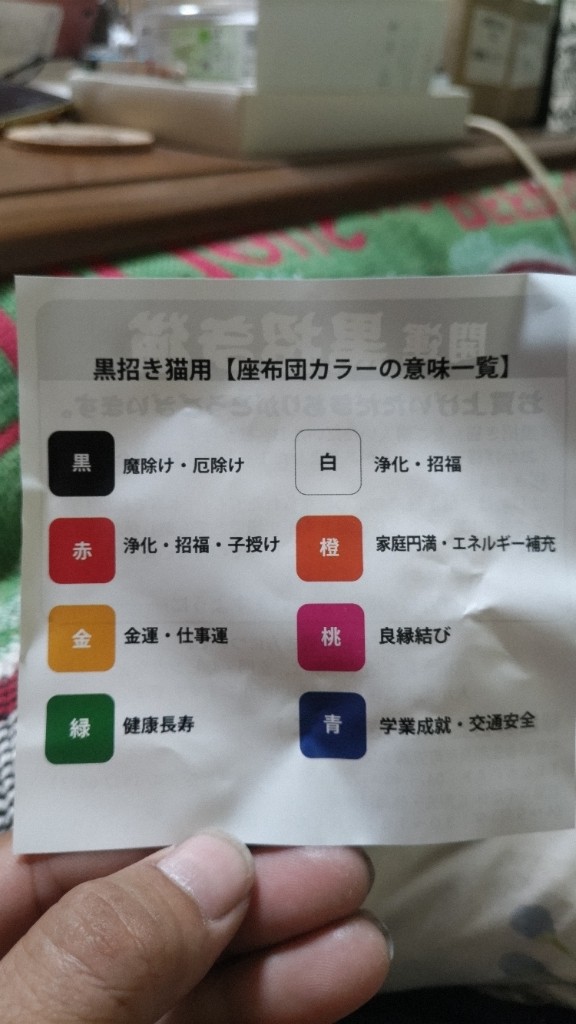 黒招き猫用【座布団カラーの意味一覧】
黒 魔除け・厄除け
白 浄化・招福
赤 浄化・招福・子授け
橙 家庭円満・エネルギー補充
金 金運・仕事運
桃 良縁結び
緑 健康長寿
青 学業成就・交通安全